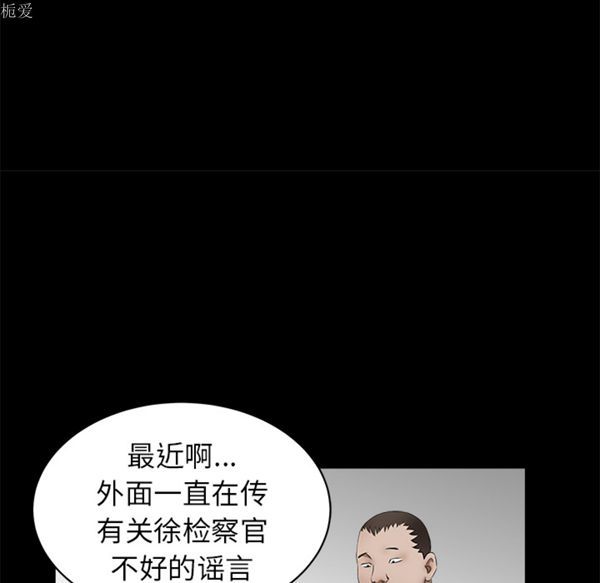 栀爱
最近啊...
外面一直在传
有关徐检察官
不好的谣言